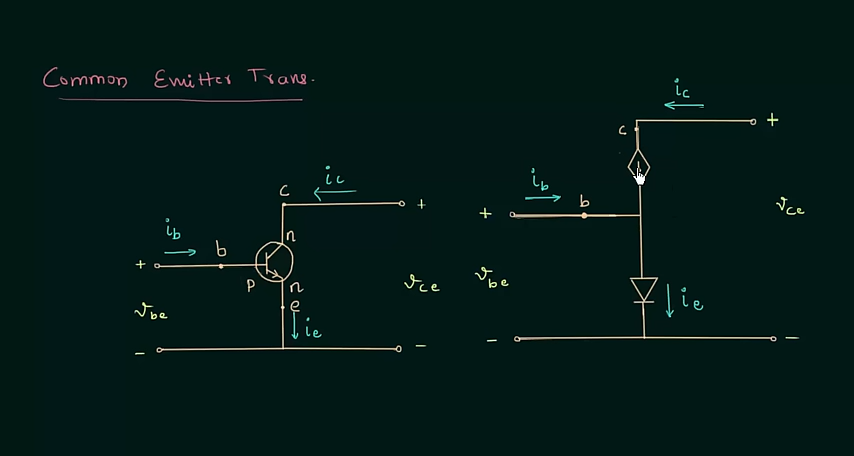 Common Emitter Trans.
ic
c
+
n
ib
b
+
p
n
e
vbe
vce
ie
-
-
ic
c
+
ib
b
+
vce
vbe
ie
-
-